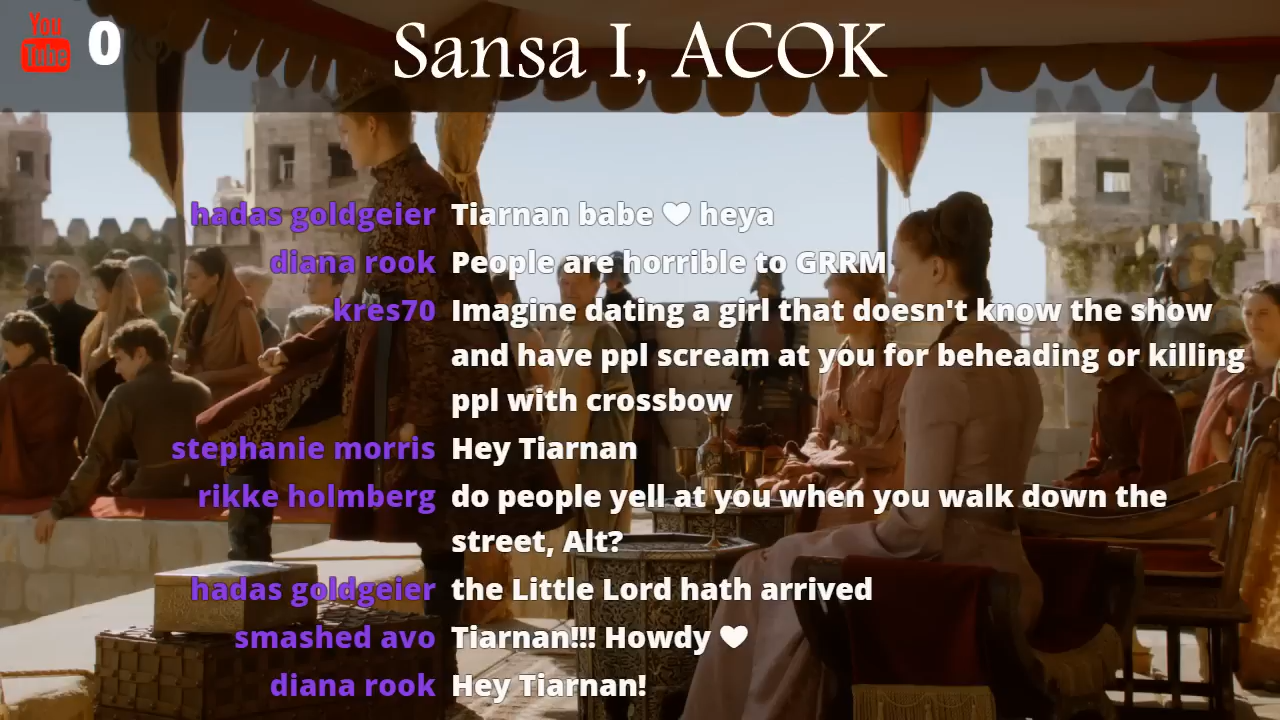 You
Tube
0
Sansa I, ACOK
hadas goldgeier Tiarnan babe ♥ heya
diana rook People are horrible to GRRM
kres70 Imagine dating a girl that doesn't know the show
and have ppl scream at you for beheading or killing
ppl with crossbow
stephanie morris Hey Tiarnan
rikke holmberg do people yell at you when you walk down the
street, Alt?
hadas goldgeier the Little Lord hath arrived
smashed avo Tiarnan!!! Howdy ♥
diana rook Hey Tiarnan!